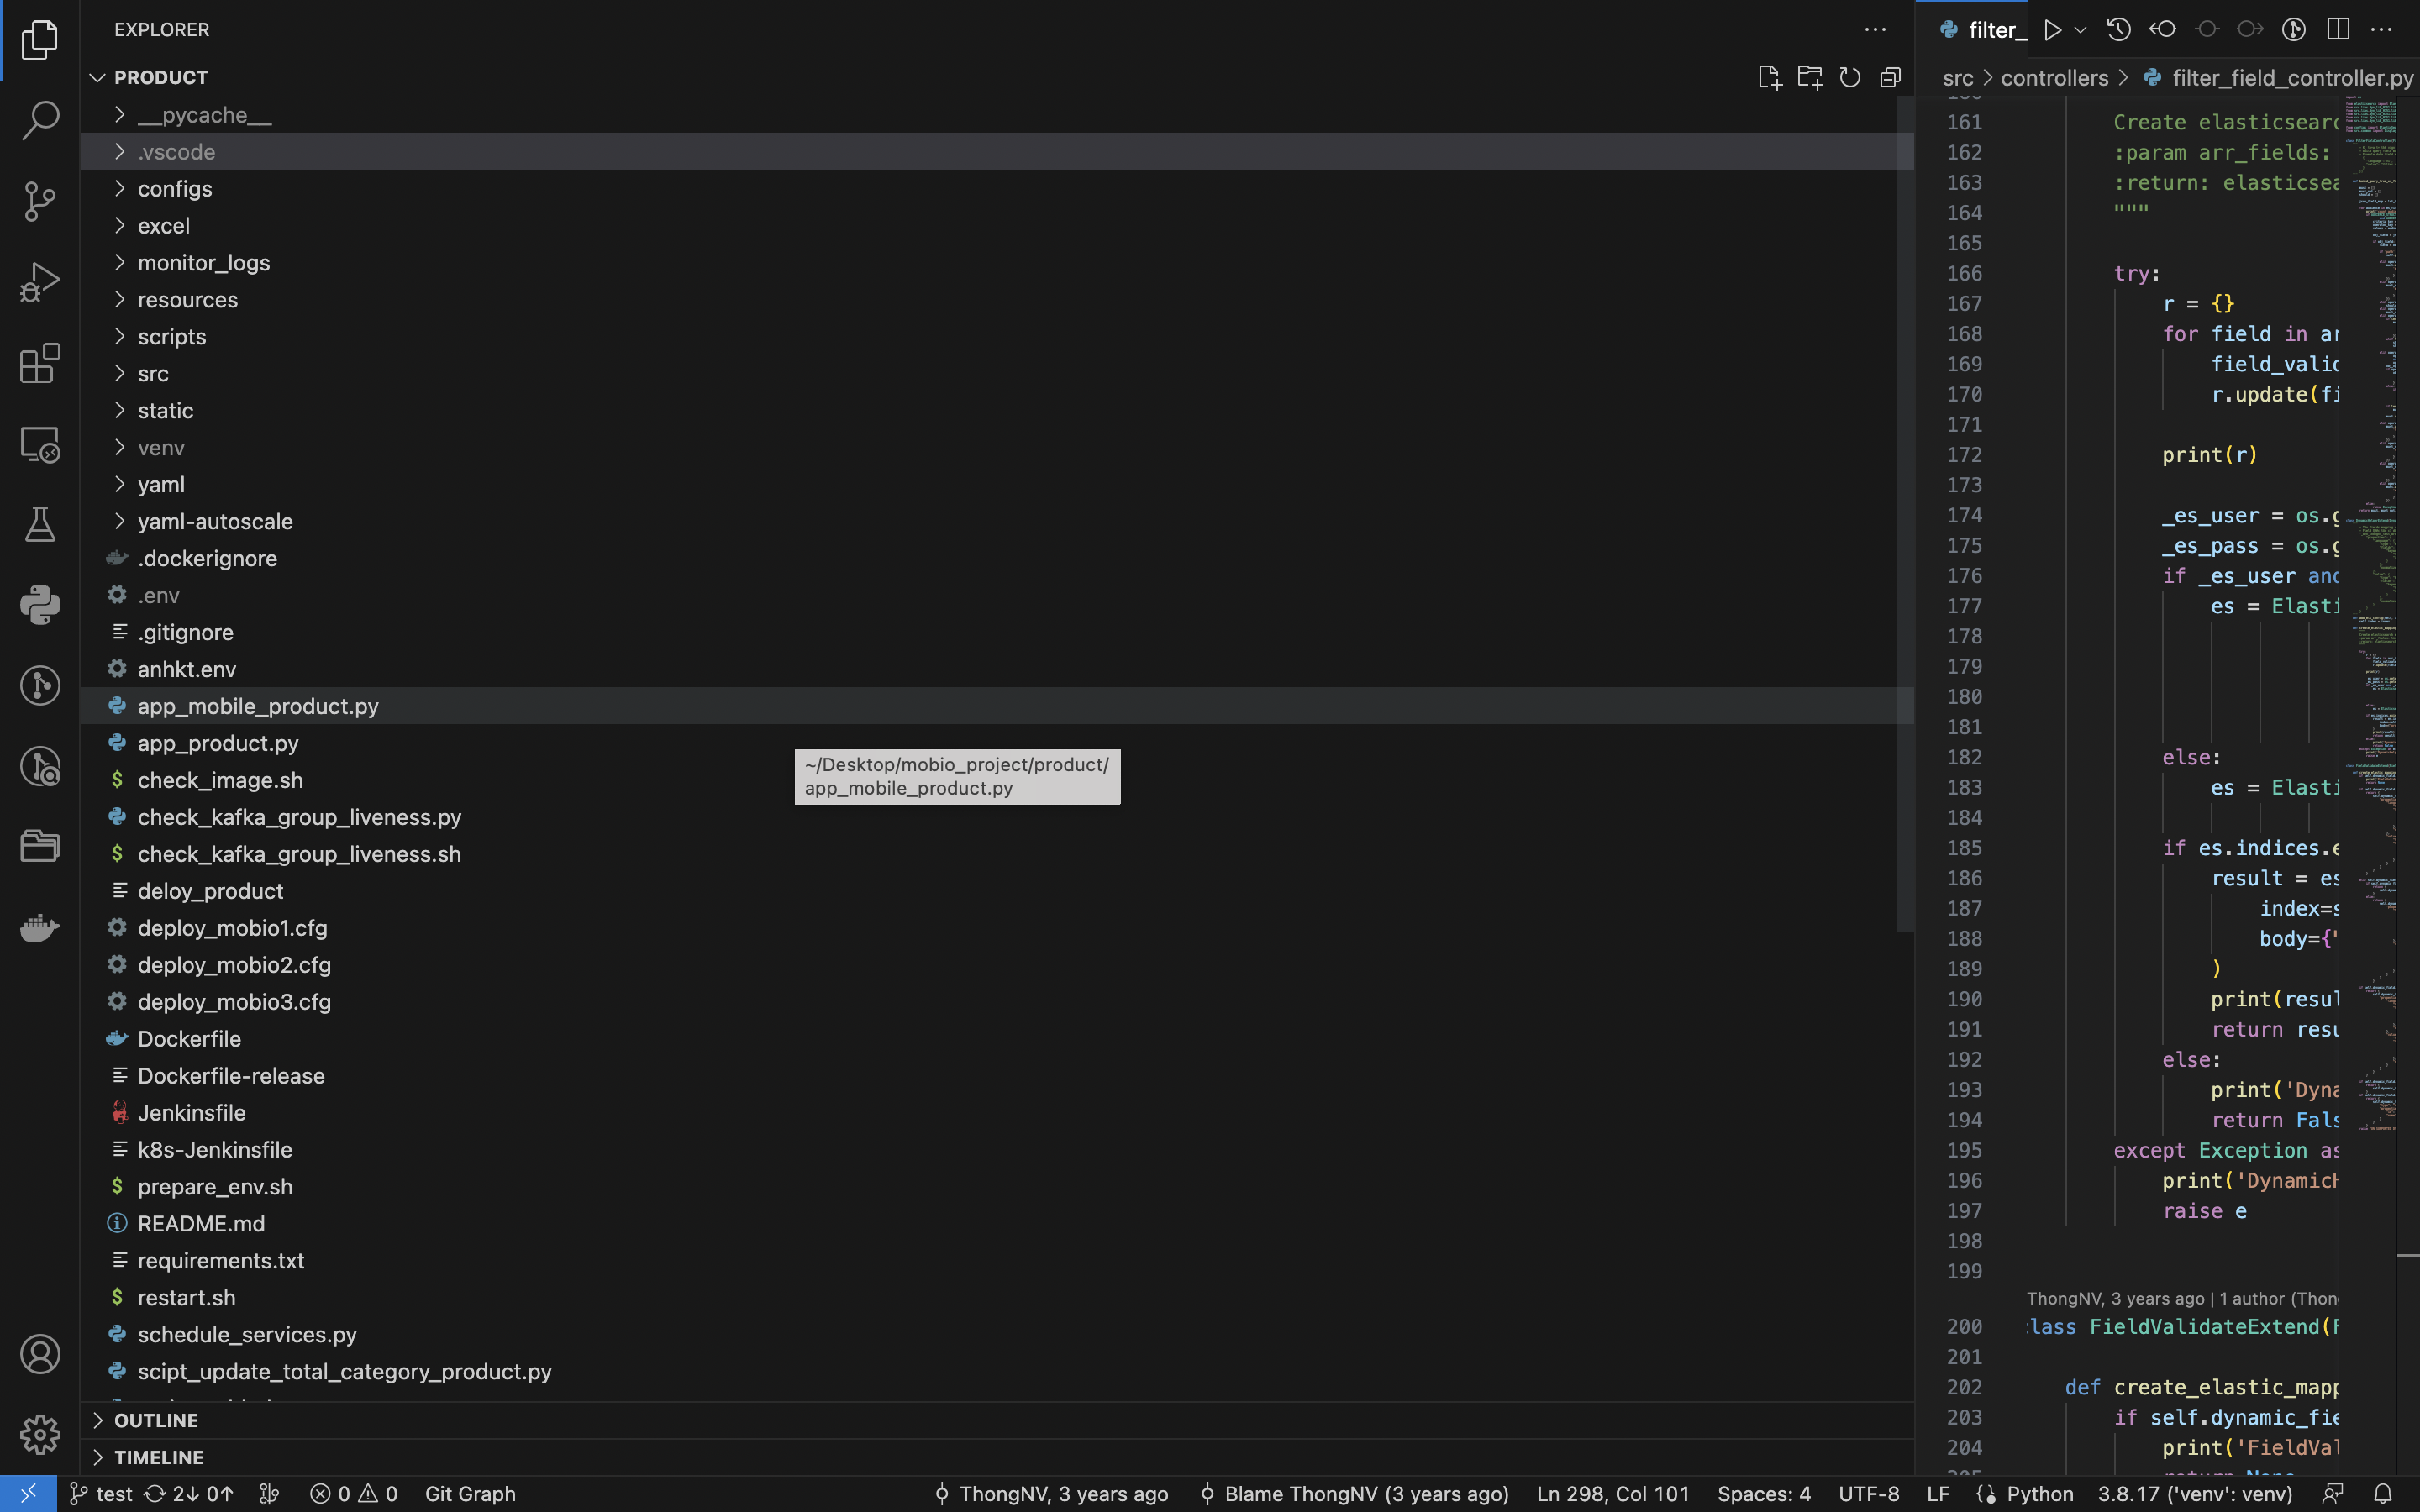 EXPLORER
PRODUCT
__pycache__
.vscode
configs
excel
monitor_logs
resources
scripts
src
static
venv
yaml
yaml-autoscale
.dockerignore
.env
.gitignore
anhkt.env
app_mobile_product.py
app_product.py
~/Desktop/mobio_project/product/
app_mobile_product.py
check_image.sh
check_kafka_group_liveness.py
check_kafka_group_liveness.sh
deloy_product
deploy_mobio1.cfg
deploy_mobio2.cfg
deploy_mobio3.cfg
Dockerfile
Dockerfile-release
Jenkinsfile
k8s-Jenkinsfile
prepare_env.sh
README.md
requirements.txt
restart.sh
schedule_services.py
scipt_update_total_category_product.py
OUTLINE
TIMELINE
filter_
src > controllers > filter_field_controller.py
161 Create elasticsearc
162 :param arr_fields:
163 :return: elasticsea
164 """
165
166 try:
167 r = {}
168 for field in ar
169 field_valid
170 r.update(fi
171
172 print(r)
173
174 _es_user = os.g
175 _es_pass = os.g
176 if _es_user and
177 es = Elasti
178
179
180
181
182 else:
183 es = Elasti
184
185 if es.indices.e
186 result = es
187 index=s
188 body={"
189 )
190 print(resul
191 return resu
192 else:
193 print('Dyna
194 return Fals
195 except Exception as
196 print('DynamicH
197 raise e
198
199
ThongNV, 3 years ago | 1 author (Thon
200 lass FieldValidateExtend(F
201
202 def create_elastic_mapp
203 if self.dynamic_fie
204 print('FieldVal
test 2↓ 0↑ 0 0 Git Graph ThongNV, 3 years ago Blame ThongNV (3 years ago) Ln 298, Col 101 Spaces: 4 UTF-8 LF Python 3.8.17 ('venv': venv)